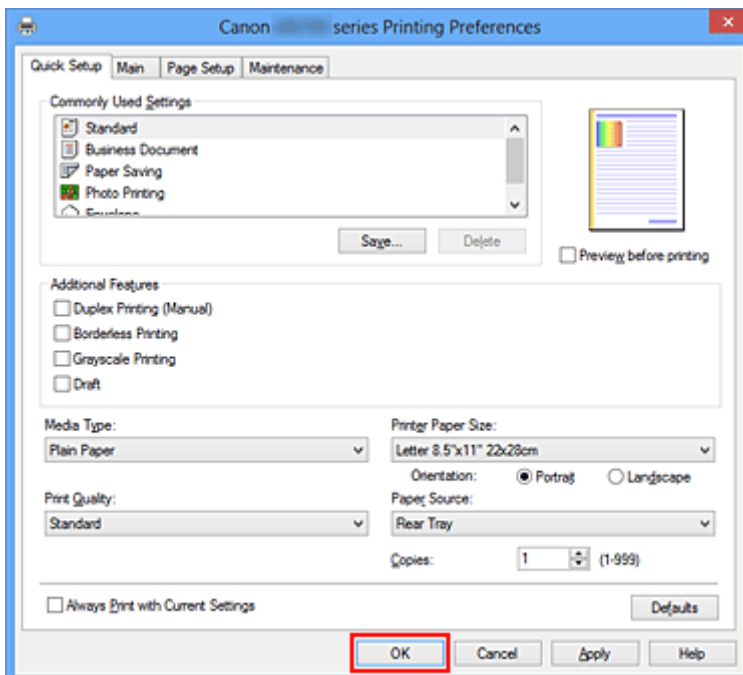 Canon series Printing Preferences
Quick Setup Main Page Setup Maintenance
Commonly Used Settings
Standard
Business Document
Paper Saving
Photo Printing
Envelope
Save... Delete
Preview before printing
Additional Features
Duplex Printing (Manual)
Borderless Printing
Grayscale Printing
Draft
Media Type:
Plain Paper
Printer Paper Size:
Letter 8.5"x11" 22x28cm
Orientation: Portrait Landscape
Print Quality:
Standard
Paper Source:
Rear Tray
Copies: 1 (1-999)
Always Print with Current Settings
Defaults
OK Cancel Apply Help